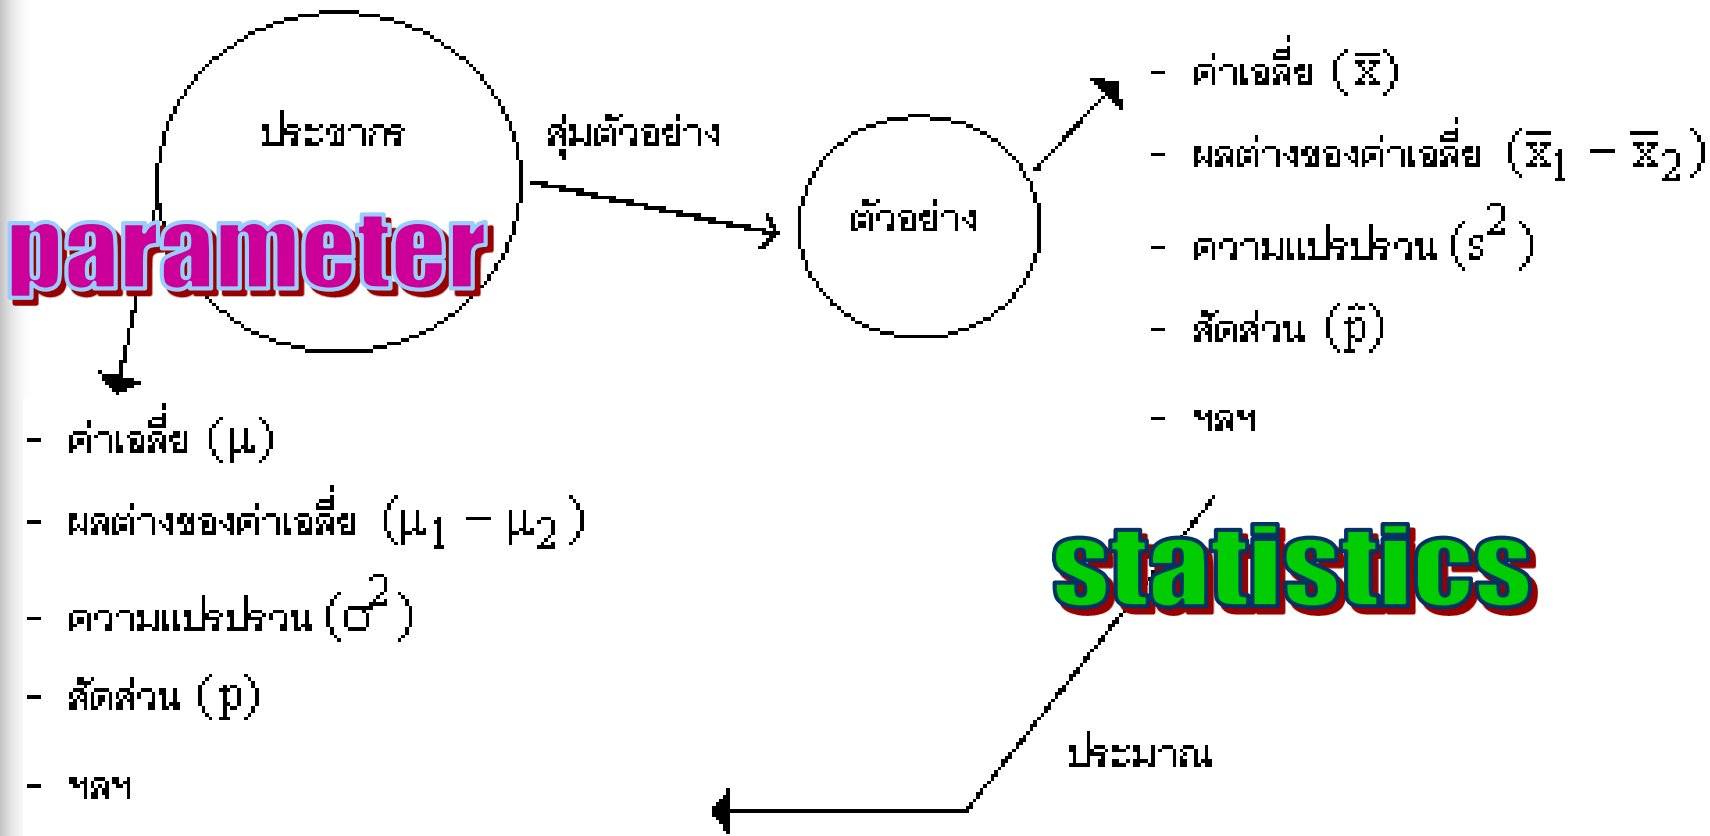 ประชากร
สุ่มตัวอย่าง
ตัวอย่าง
parameter
- ค่าเฉลี่ย (x̄)
- ผลต่างของค่าเฉลี่ย (x̄₁ − x̄₂)
- ความแปรปรวน (s²)
- สัดส่วน (p̂)
- ฯลฯ
- ค่าเฉลี่ย (μ)
- ผลต่างของค่าเฉลี่ย (μ₁ − μ₂)
- ความแปรปรวน (σ²)
- สัดส่วน (p)
- ฯลฯ
statistics
ประมาณ